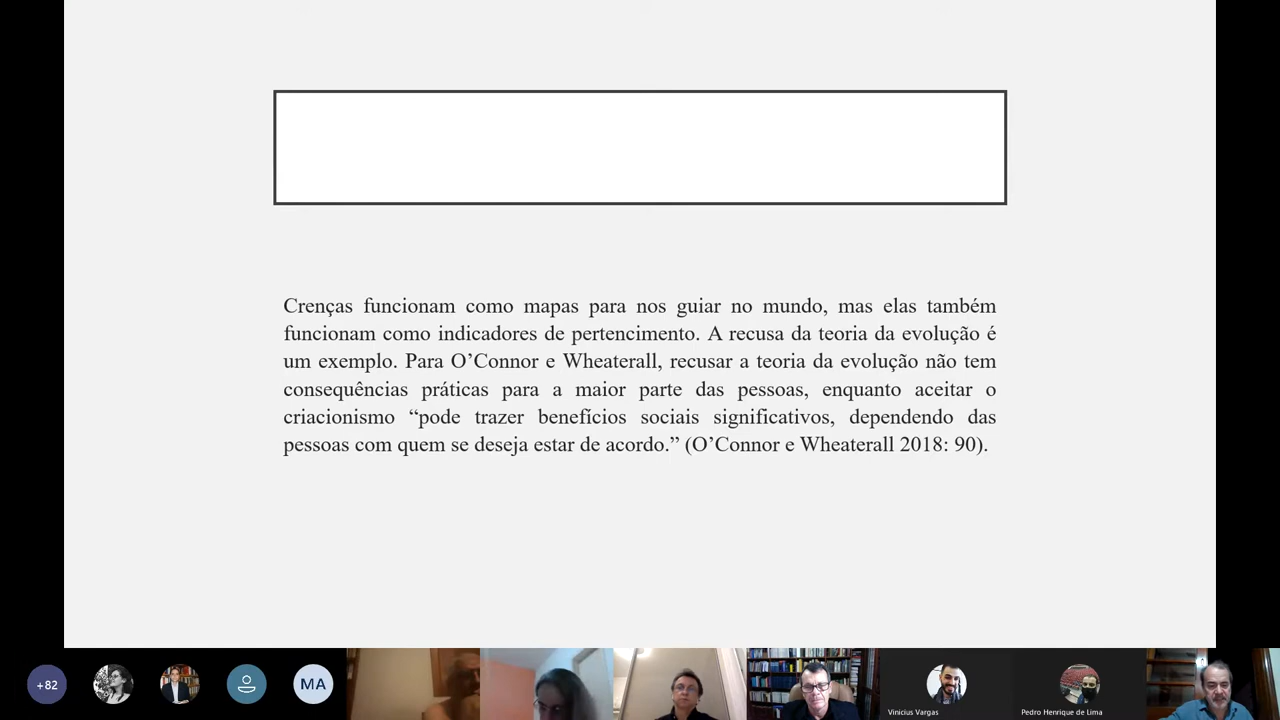 Crenças funcionam como mapas para nos guiar no mundo, mas elas também
funcionam como indicadores de pertencimento. A recusa da teoria da evolução é
um exemplo. Para O’Connor e Wheaterall, recusar a teoria da evolução não tem
consequências práticas para a maior parte das pessoas, enquanto aceitar o
criacionismo “pode trazer benefícios sociais significativos, dependendo das
pessoas com quem se deseja estar de acordo.” (O’Connor e Wheaterall 2018: 90).
+82
MA
Vinicius Vargas
Pedro Henrique de Lima